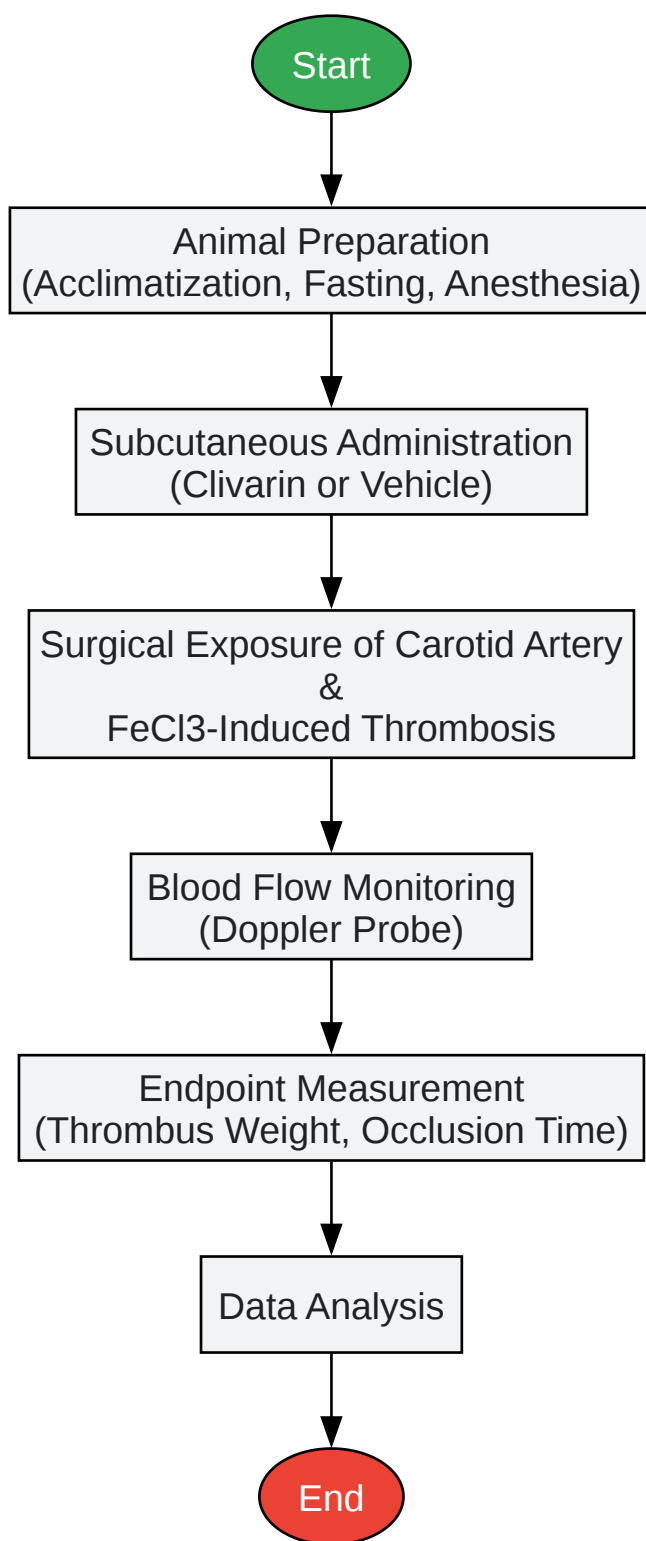 Start
Animal Preparation
(Acclimatization, Fasting, Anesthesia)
Subcutaneous Administration
(Clivarin or Vehicle)
Surgical Exposure of Carotid Artery
&
FeCl3-Induced Thrombosis
Blood Flow Monitoring
(Doppler Probe)
Endpoint Measurement
(Thrombus Weight, Occlusion Time)
Data Analysis
End